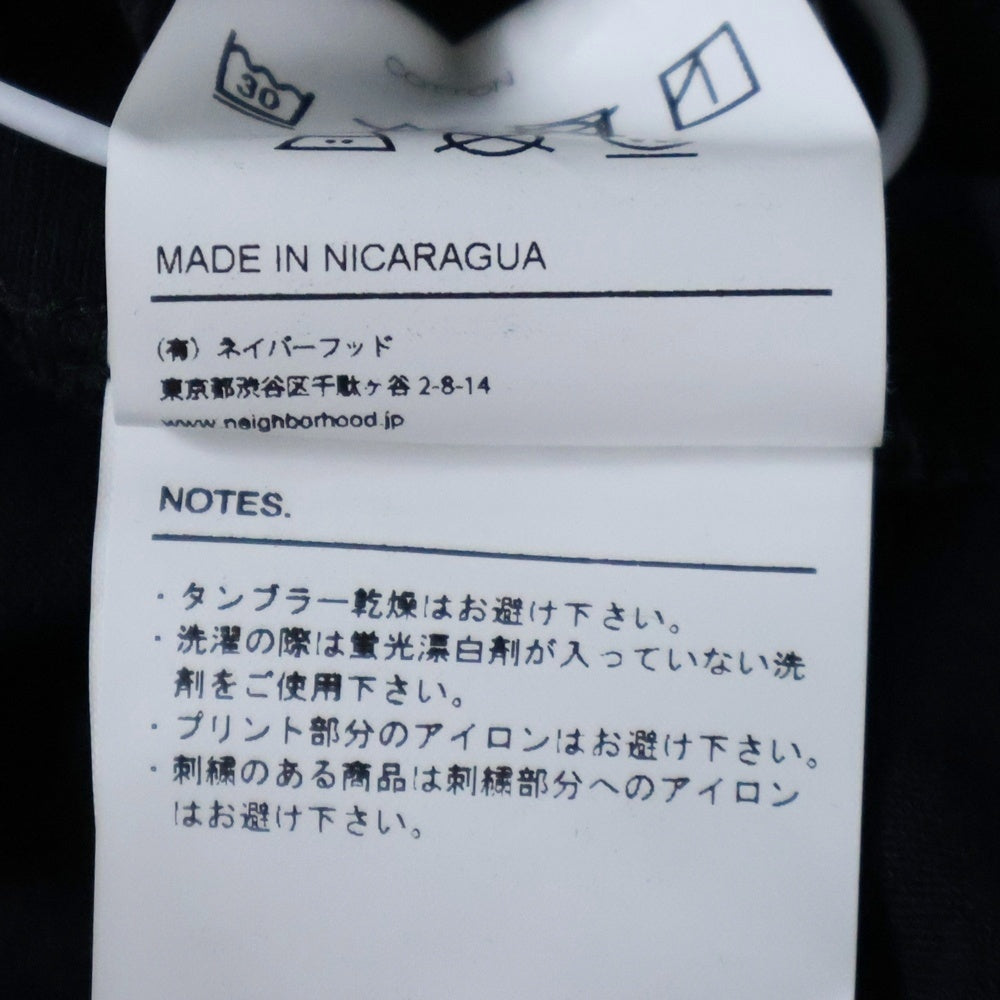 30
MADE IN NICARAGUA
(有) ネイバーフッド
東京都渋谷区千駄ヶ谷 2-8-14
www.neighborhood.jp
NOTES.
・タンブラー乾燥はお避け下さい。
・洗濯の際は蛍光漂白剤が入っていない洗
剤をご使用下さい。
・プリント部分のアイロンはお避け下さい。
・刺繍のある商品は刺繍部分へのアイロン
はお避け下さい。